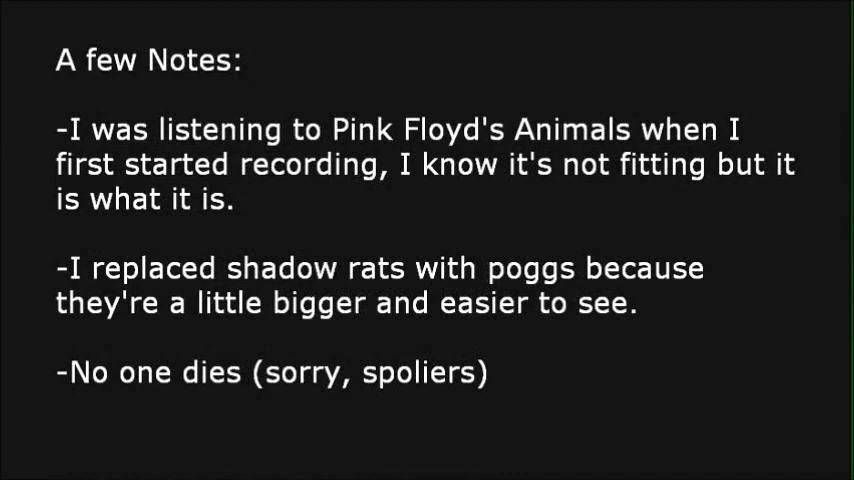 A few Notes:
-I was listening to Pink Floyd's Animals when I
first started recording, I know it's not fitting but it
is what it is.
-I replaced shadow rats with poggs because
they're a little bigger and easier to see.
-No one dies (sorry, spoliers)